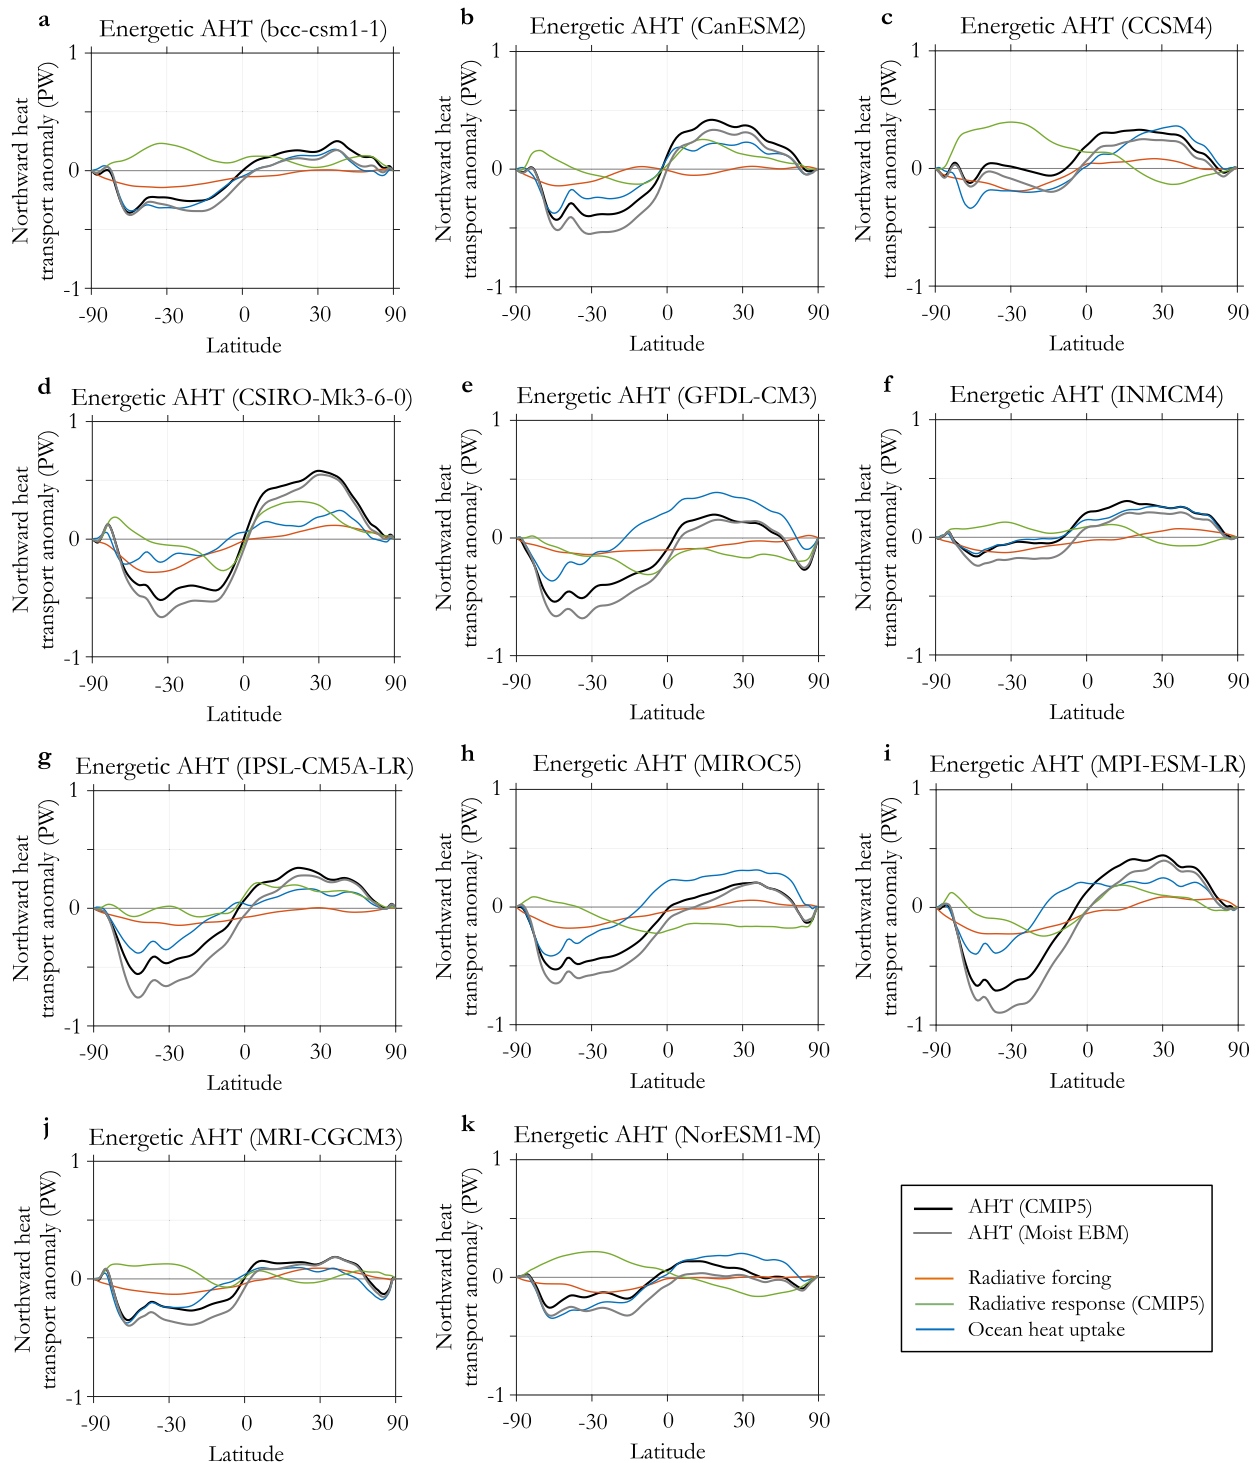 a
Energetic AHT (bcc-csm1-1)
Northward heat
transport anomaly (PW)
1
0
-1
-90
-30
0
30
90
Latitude
b
Energetic AHT (CanESM2)
Northward heat
transport anomaly (PW)
1
0
-1
-90
-30
0
30
90
Latitude
c
Energetic AHT (CCSM4)
Northward heat
transport anomaly (PW)
1
0
-1
-90
-30
0
30
90
Latitude
d
Energetic AHT (CSIRO-Mk3-6-0)
Northward heat
transport anomaly (PW)
1
0
-1
-90
-30
0
30
90
Latitude
e
Energetic AHT (GFDL-CM3)
Northward heat
transport anomaly (PW)
1
0
-1
-90
-30
0
30
90
Latitude
f
Energetic AHT (INMCM4)
Northward heat
transport anomaly (PW)
1
0
-1
-90
-30
0
30
90
Latitude
g
Energetic AHT (IPSL-CM5A-LR)
Northward heat
transport anomaly (PW)
1
0
-1
-90
-30
0
30
90
Latitude
h
Energetic AHT (MIROC5)
Northward heat
transport anomaly (PW)
1
0
-1
-90
-30
0
30
90
Latitude
i
Energetic AHT (MPI-ESM-LR)
Northward heat
transport anomaly (PW)
1
0
-1
-90
-30
0
30
90
Latitude
j
Energetic AHT (MRI-CGCM3)
Northward heat
transport anomaly (PW)
1
0
-1
-90
-30
0
30
90
Latitude
k
Energetic AHT (NorESM1-M)
Northward heat
transport anomaly (PW)
1
0
-1
-90
-30
0
30
90
Latitude
AHT (CMIP5)
AHT (Moist EBM)
Radiative forcing
Radiative response (CMIP5)
Ocean heat uptake